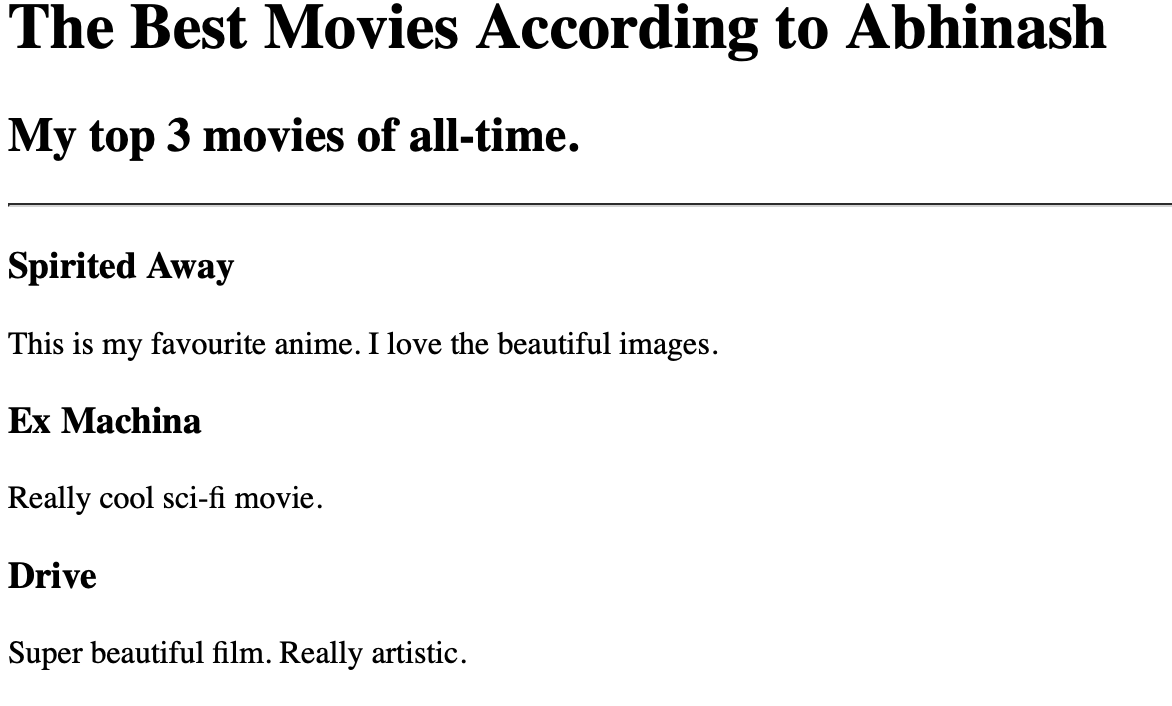 The Best Movies According to Abhinash
My top 3 movies of all-time.
Spirited Away
This is my favourite anime. I love the beautiful images.
Ex Machina
Really cool sci-fi movie.
Drive
Super beautiful film. Really artistic.